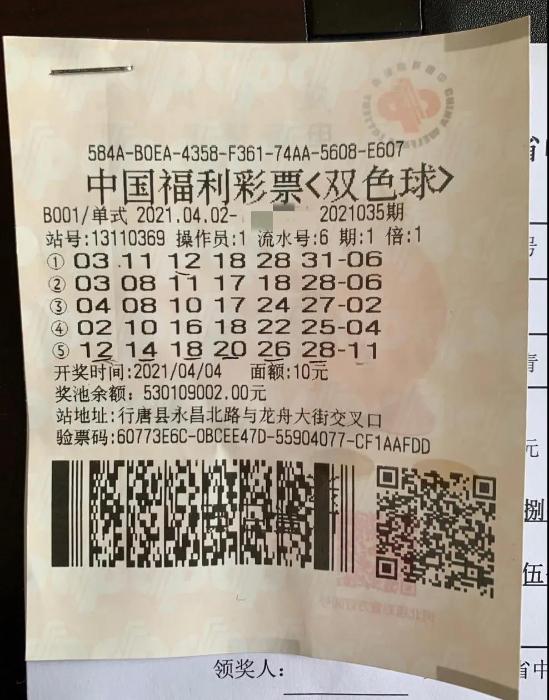 584A-B0EA-4358-F361-74AA-5608-E607
中国福利彩票<双色球>
B001/单式 2021.04.02- 2021035期
站号:13110369 操作员:1 流水号:6 期:1 倍:1
① 03 11 12 18 28 31-06
② 03 08 11 17 18 28-06
③ 04 08 10 17 24 27-02
④ 02 10 16 18 22 25-04
⑤ 12 14 18 20 26 28-11
开奖时间:2021/04/04 面额:10元
奖池余额: 530109002.00元
站地址:行唐县永昌北路与龙舟大街交叉口
验票码:60773E6C-0BCEE47D-55904077-CF1AAFDD
领奖人:
省中
号
元
捌
伍